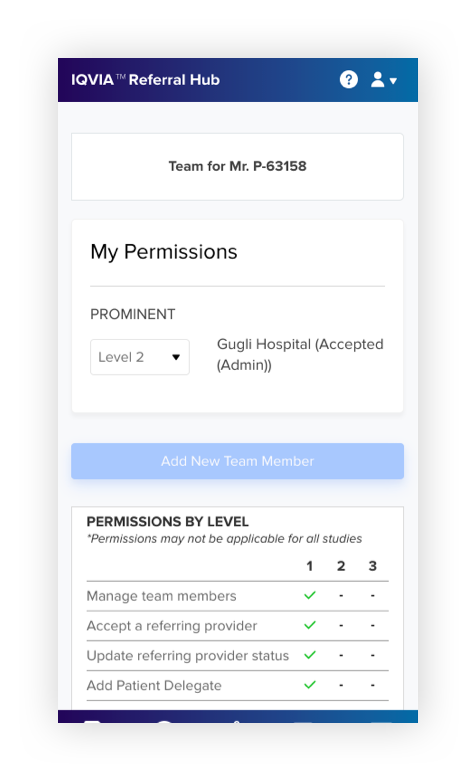 IQVIA™ Referral Hub
Team for Mr. P-63158
My Permissions
PROMINENT
Level 2
Gugli Hospital (Accepted
(Admin))
Add New Team Member
PERMISSIONS BY LEVEL
*Permissions may not be applicable for all studies
1 2 3
Manage team members ✓ - -
Accept a referring provider ✓ - -
Update referring provider status ✓ - -
Add Patient Delegate ✓ - -